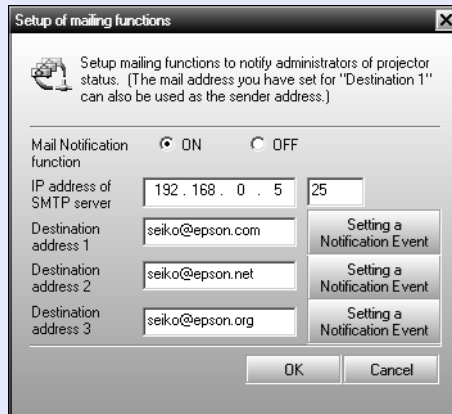 Setup of mailing functions
Setup mailing functions to notify administrators of projector
status. (The mail address you have set for "Destination 1"
can also be used as the sender address.)
Mail Notification
function
ON OFF
IP address of
SMTP server
192 . 168 . 0 . 5 25
Destination
address 1
seiko@epson.com
Setting a
Notification Event
Destination
address 2
seiko@epson.net
Setting a
Notification Event
Destination
address 3
seiko@epson.org
Setting a
Notification Event
OK Cancel